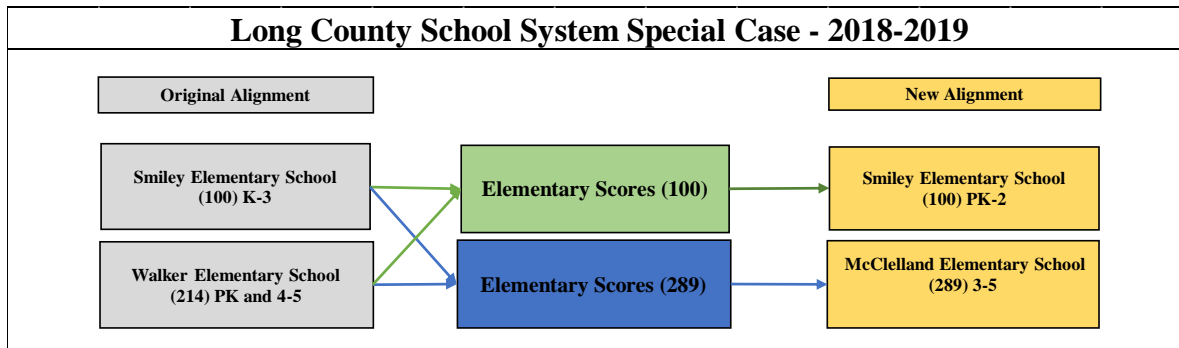 Long County School System Special Case - 2018-2019
Original Alignment
New Alignment
Smiley Elementary School
(100) K-3
Elementary Scores (100)
Smiley Elementary School
(100) PK-2
Walker Elementary School
(214) PK and 4-5
Elementary Scores (289)
McClelland Elementary School
(289) 3-5